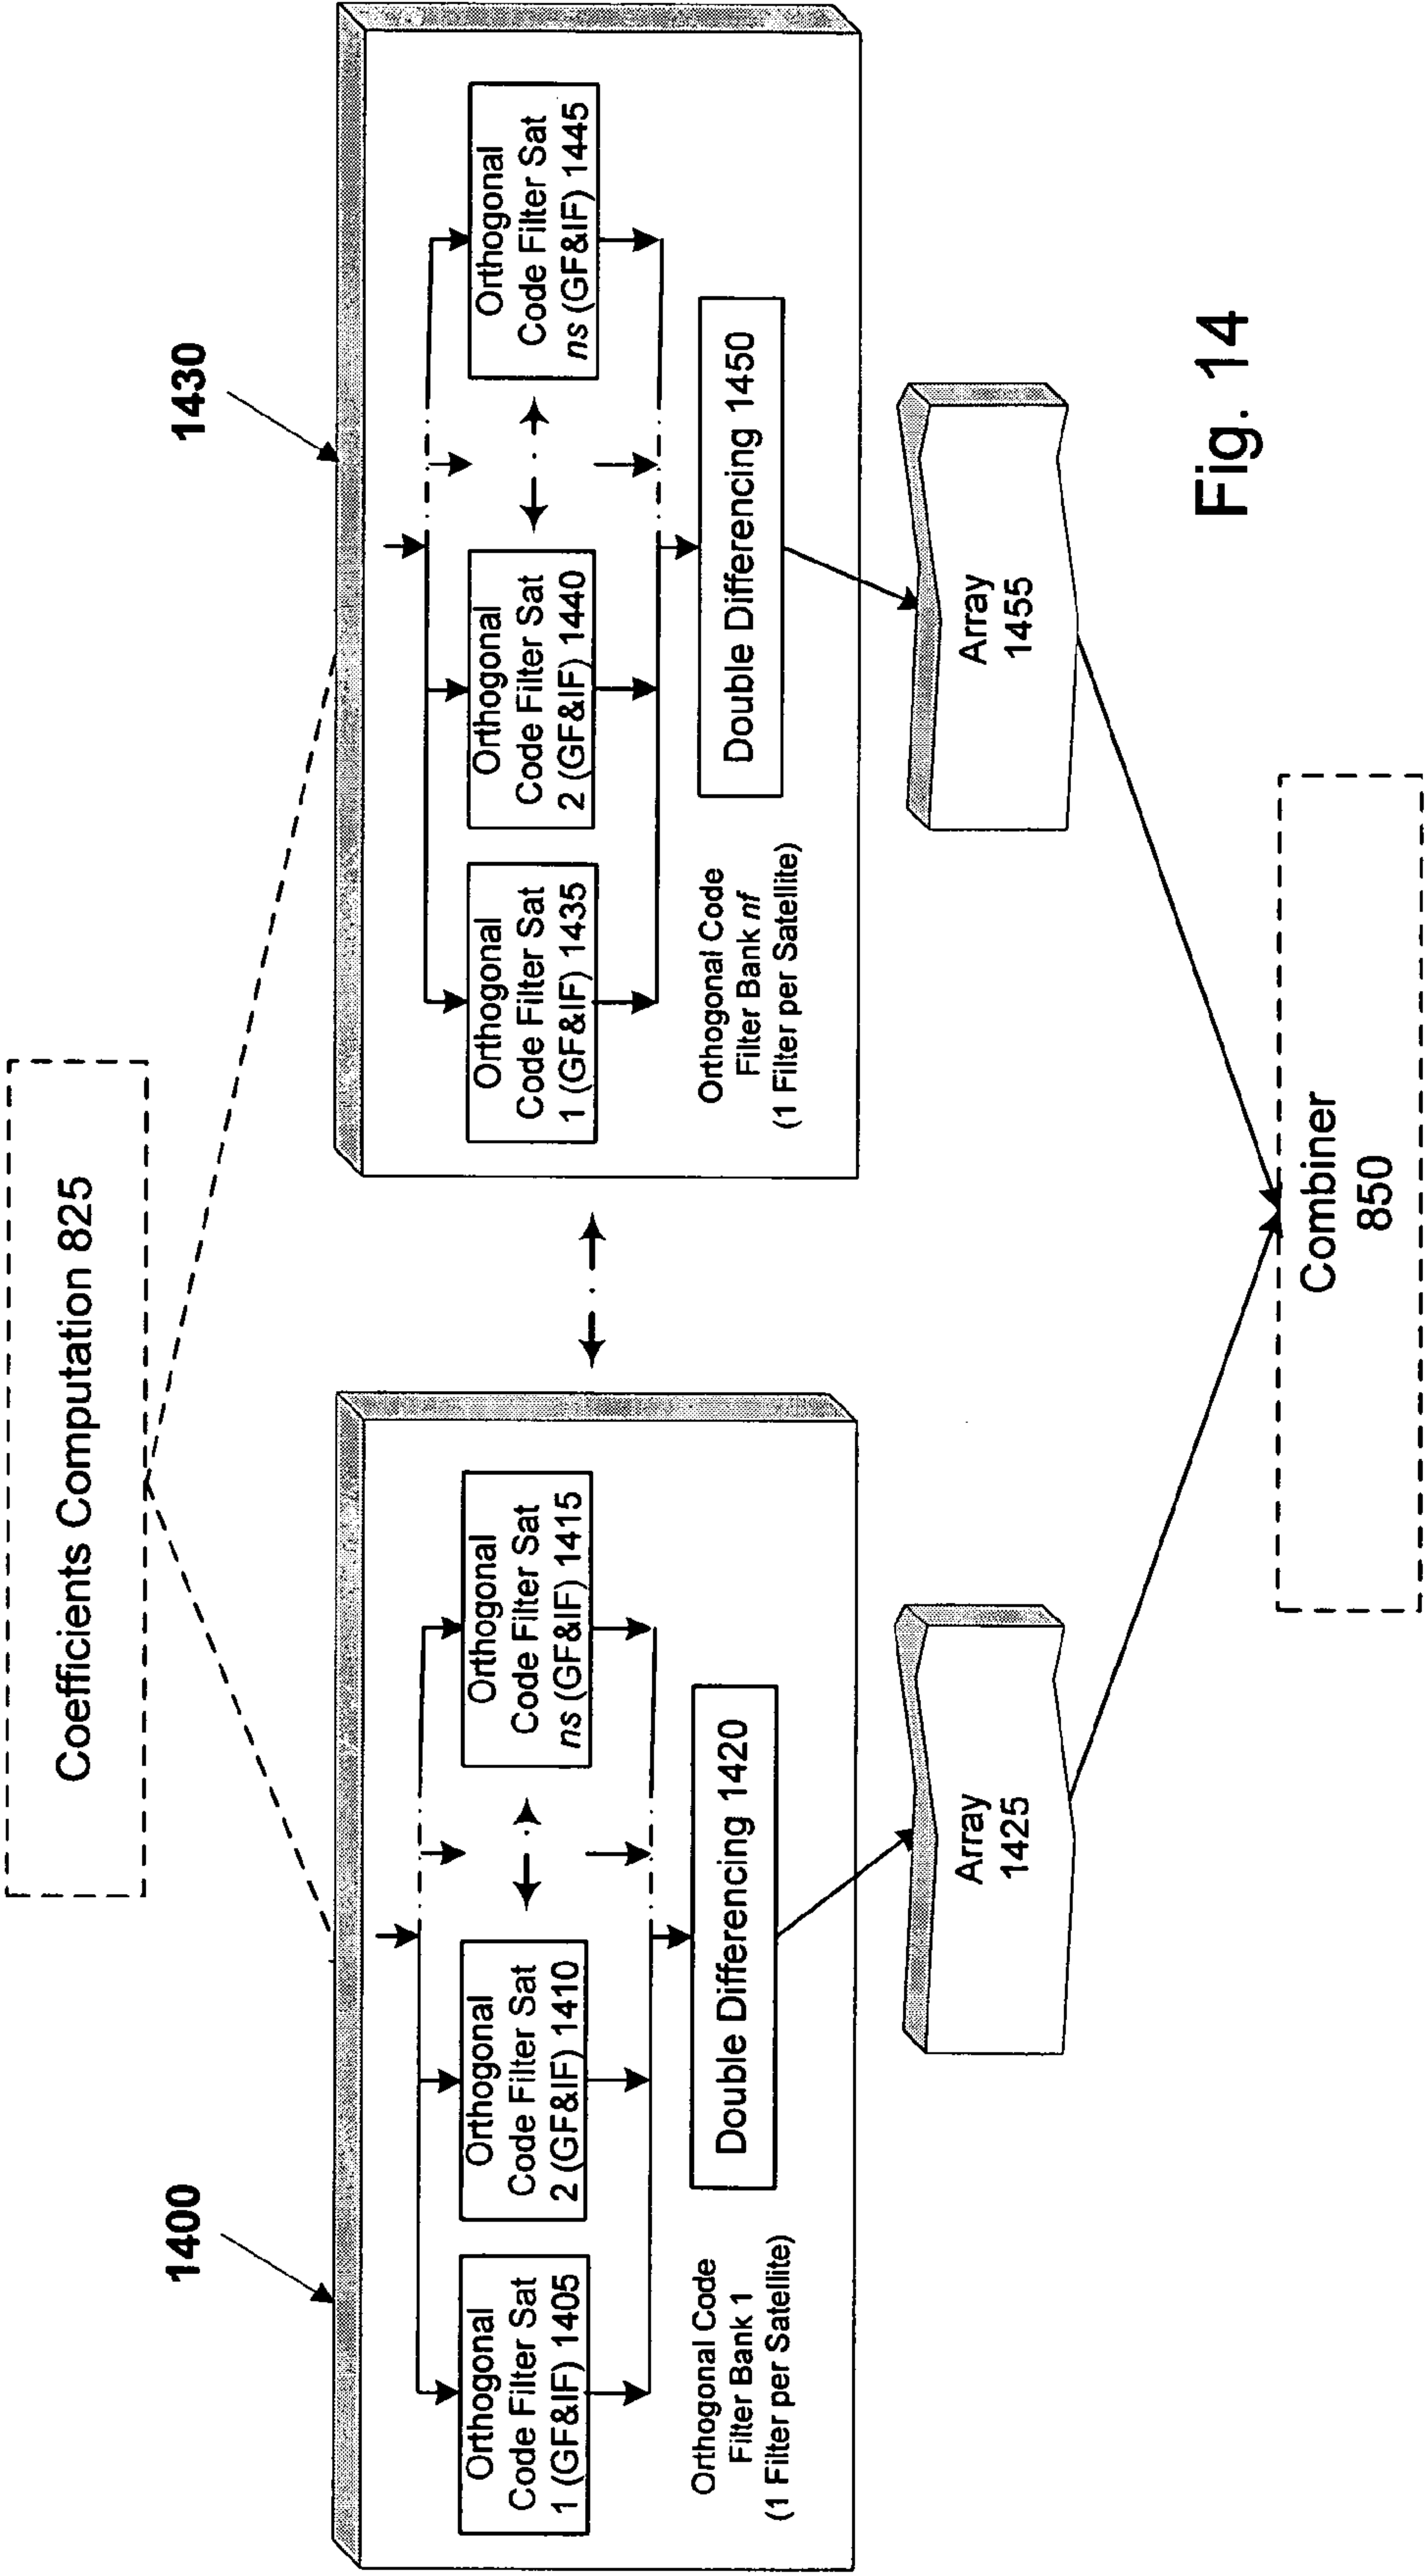 Coefficients Computation 825
1400
Orthogonal
Code Filter Sat
1 (GF&IF) 1405
Orthogonal
Code Filter Sat
2 (GF&IF) 1410
Orthogonal
Code Filter Sat
ns (GF&IF) 1415
Orthogonal Code
Filter Bank 1
(1 Filter per Satellite)
Double Differencing 1420
Array
1425
1430
Orthogonal
Code Filter Sat
1 (GF&IF) 1435
Orthogonal
Code Filter Sat
2 (GF&IF) 1440
Orthogonal
Code Filter Sat
ns (GF&IF) 1445
Orthogonal Code
Filter Bank nf
(1 Filter per Satellite)
Double Differencing 1450
Array
1455
Combiner
850
Fig. 14